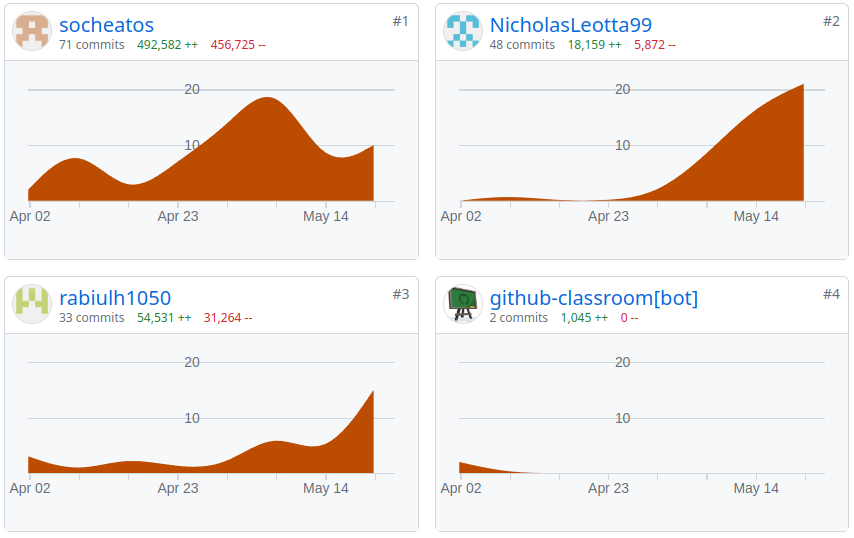 socheatos #1
71 commits 492,582 ++ 456,725 --
20
10
Apr 02 Apr 23 May 14
NicholasLeotta99 #2
48 commits 18,159 ++ 5,872 --
20
10
Apr 02 Apr 23 May 14
rabiulh1050 #3
33 commits 54,531 ++ 31,264 --
20
10
Apr 02 Apr 23 May 14
github-classroom[bot] #4
2 commits 1,045 ++ 0 --
20
10
Apr 02 Apr 23 May 14